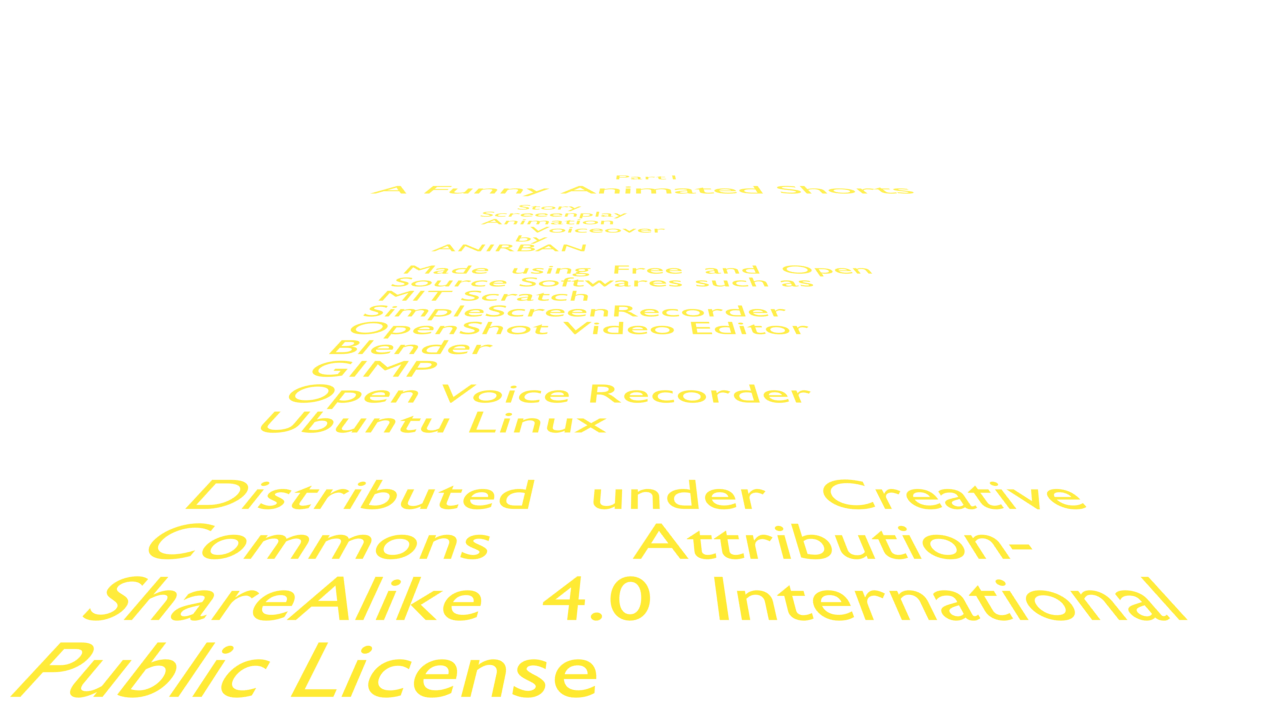 Part I
A Funny Animated Shorts
Story
Screeenplay
Animation
Voiceover
by
ANIRBAN
Made using Free and Open
Source Softwares such as
MIT Scratch
SimpleScreenRecorder
OpenShot Video Editor
Blender
GIMP
Open Voice Recorder
Ubuntu Linux
Distributed under Creative
Commons Attribution-
ShareAlike 4.0 International
Public License